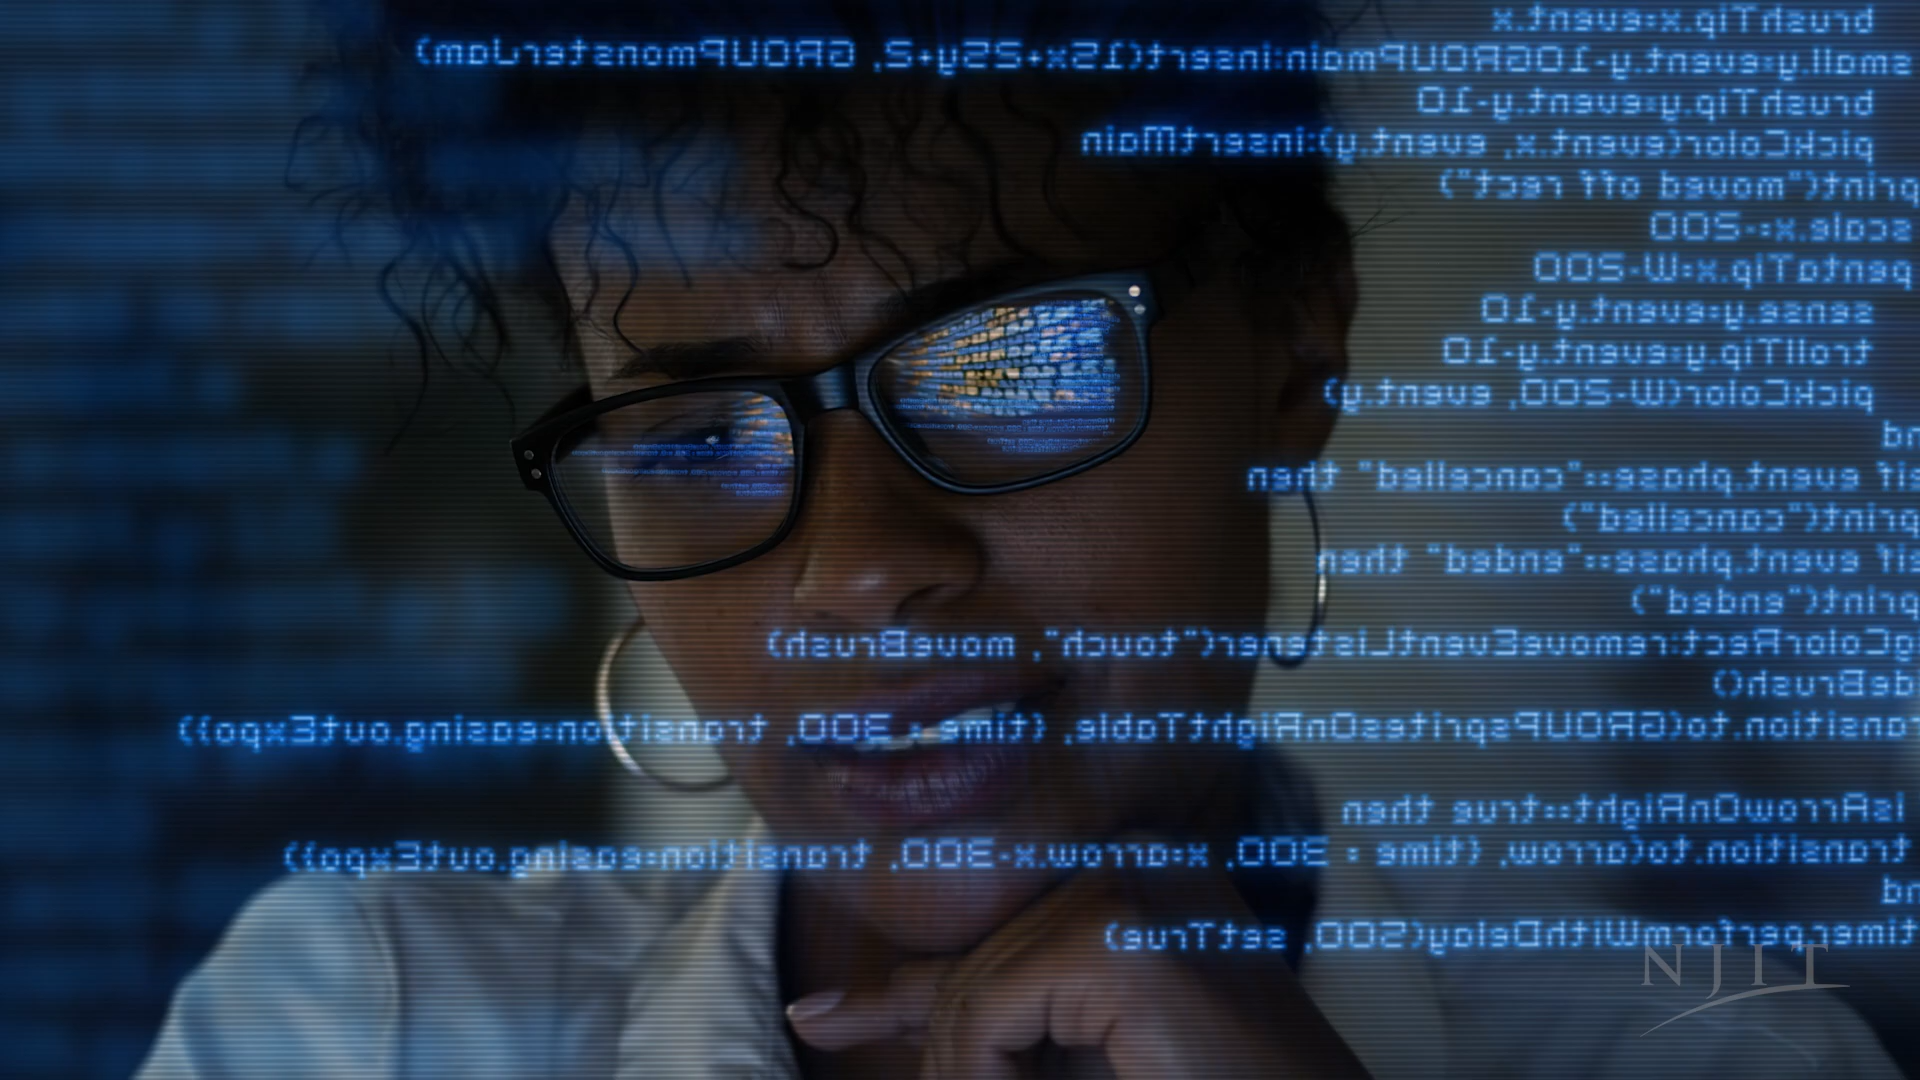 brushTip.x=event.x
small.y=event.y-10GROUPmain:insert(15x+25y+2, GROUPmonsterJam)
brushTip.y=event.y-10
pickColor(event.x, event.y):insertMain
print("moved off rect")
scale.x=-200
pentaTip.x=W-200
sense.y=event.y-10
trollTip.y=event.y-10
pickColor(W-200, event.y)
nd
eif event.phase=="cancelled" then
print("cancelled")
eif event.phase=="ended" then
print("ended")
gColorRect:removeEventListener("touch", moveBrush)
deBrush()
ransition.to(GROUPspritesOnRightTable, {time = 300, transition=easing.outExpo})
isArrowOnRight==true then
transition.to(arrow, {time = 300, x=arrow.x-300, transition=easing.outExpo})
nd
timer.performWithDelay(500, setTrue)
NJIT